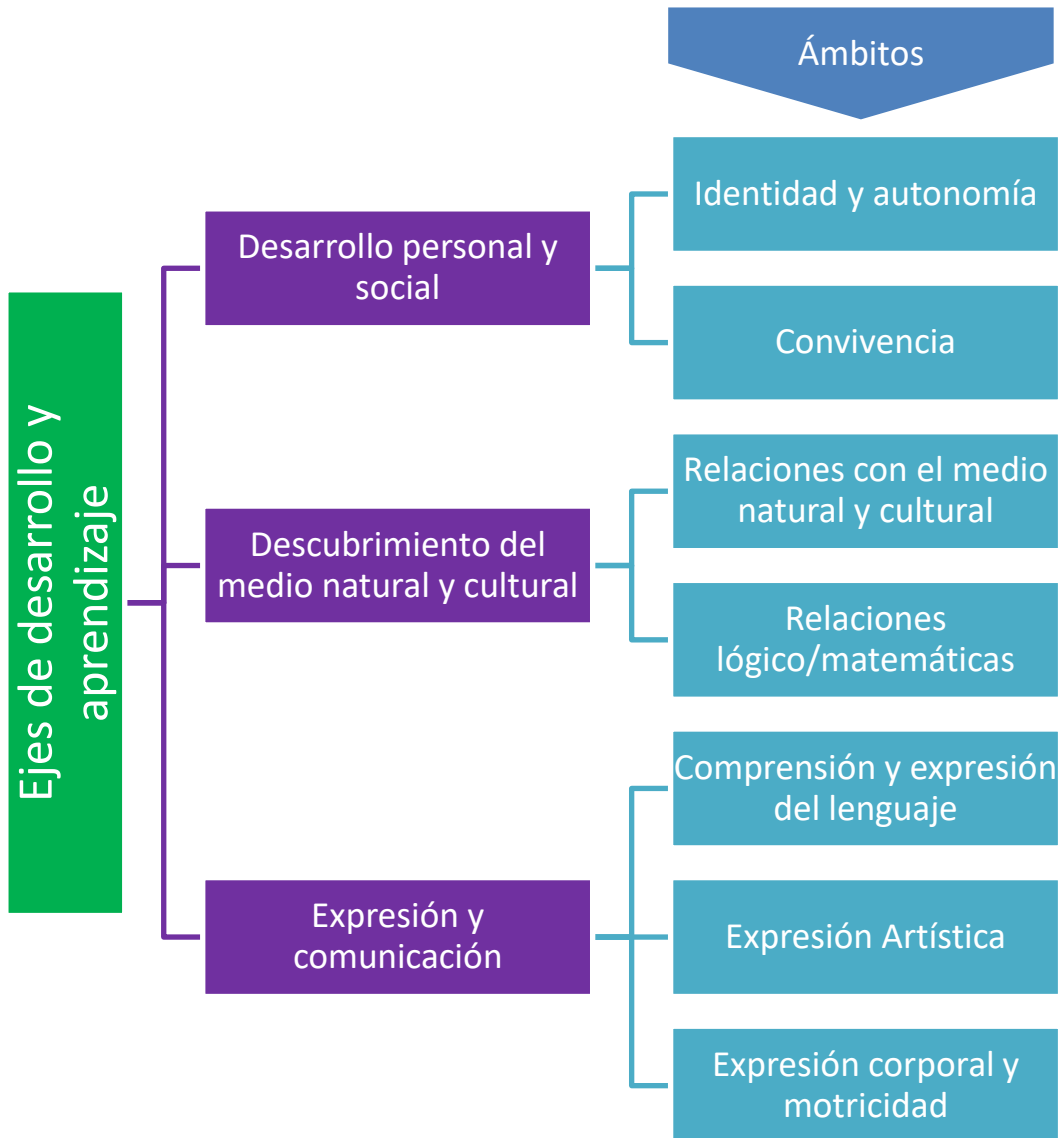 Ámbitos
Ejes de desarrollo y
aprendizaje
Desarrollo personal y
social
Identidad y autonomía
Convivencia
Descubrimiento del
medio natural y cultural
Relaciones con el medio
natural y cultural
Relaciones
lógico/matemáticas
Expresión y
comunicación
Comprensión y expresión
del lenguaje
Expresión Artística
Expresión corporal y
motricidad